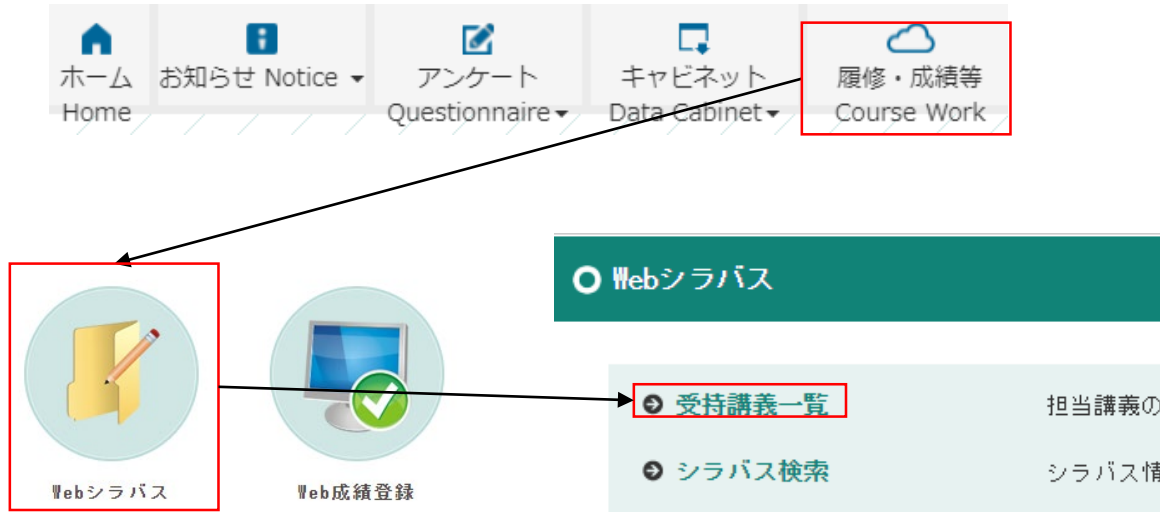 ホーム
Home
お知らせ Notice
アンケート
Questionnaire
キャビネット
Data Cabinet
履修・成績等
Course Work
Webシラバス
Web成績登録
Webシラバス
受持講義一覧
担当講義の
シラバス検索
シラバス情